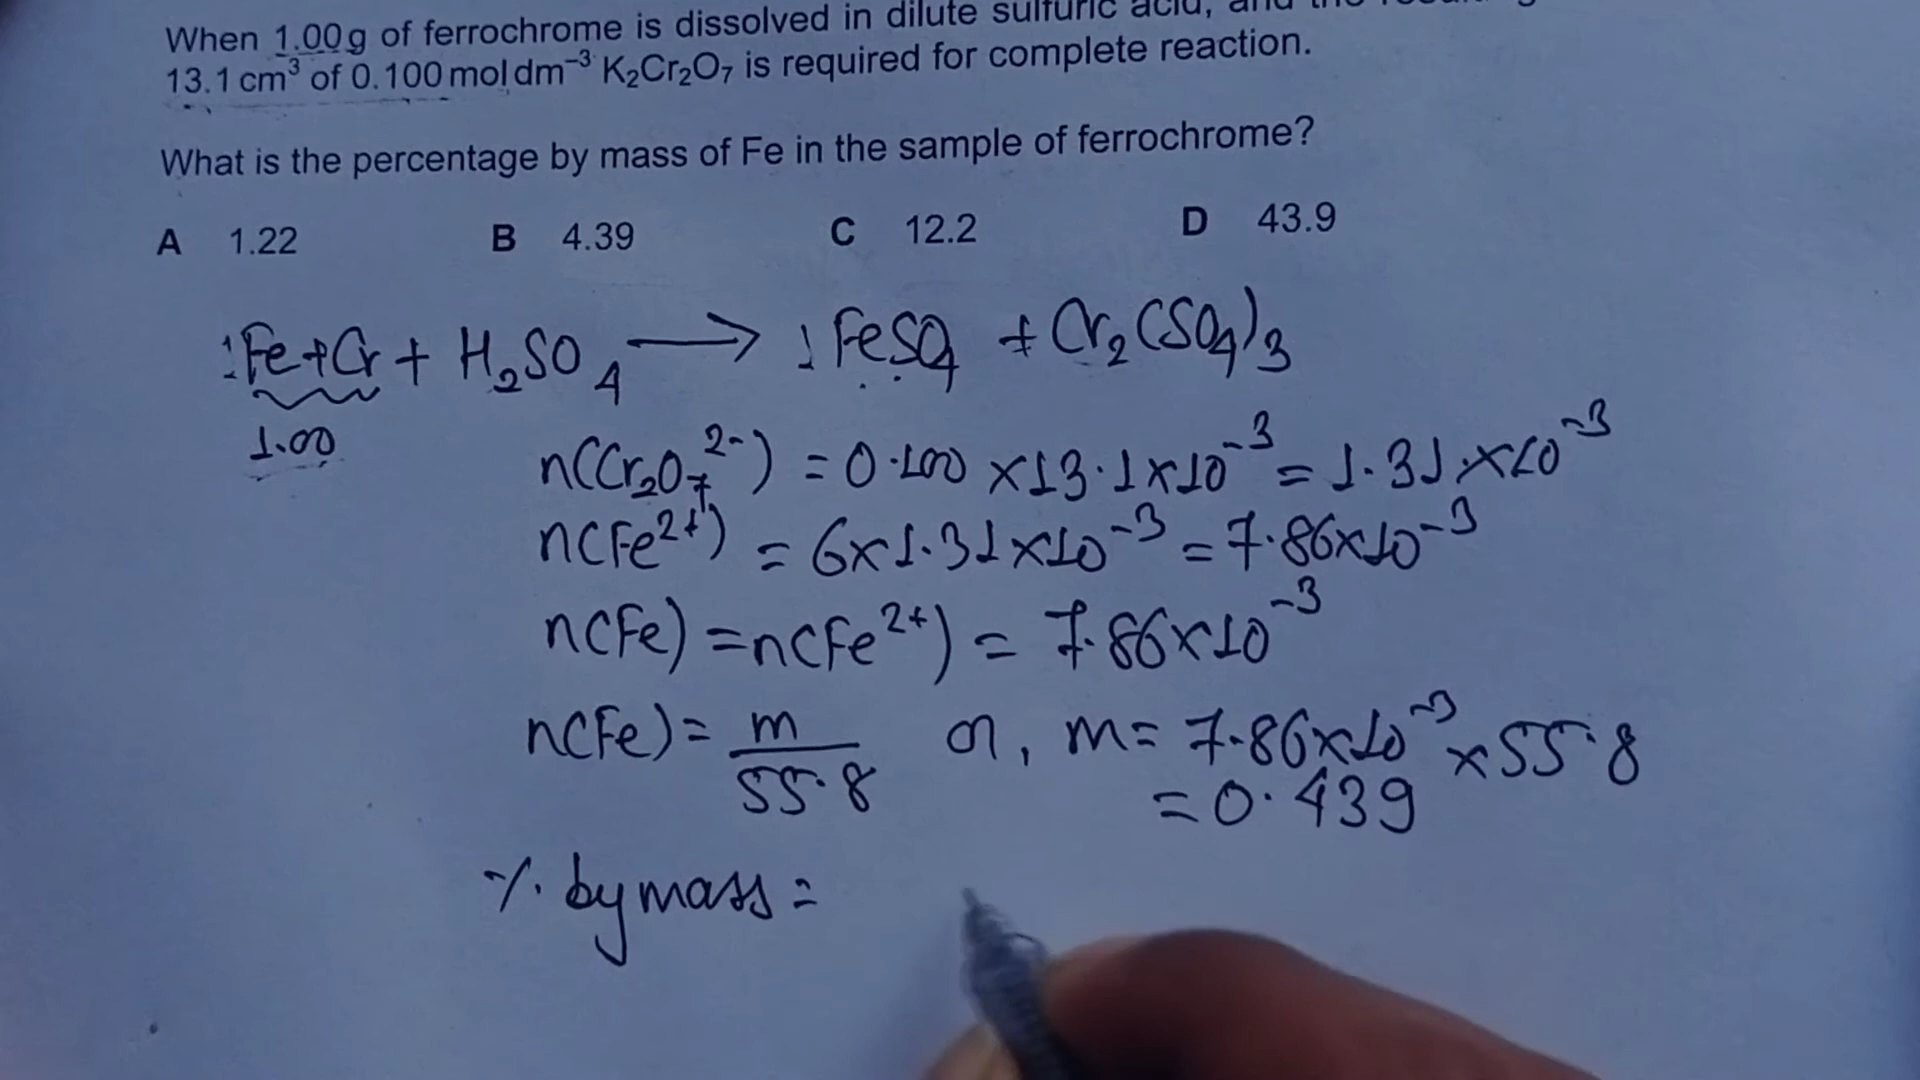 When 1.00 g of ferrochrome is dissolved in dilute sulfuric acid, and the resulting
13.1 cm³ of 0.100 mol dm⁻³ K₂Cr₂O₇ is required for complete reaction.
What is the percentage by mass of Fe in the sample of ferrochrome?
A 1.22 B 4.39 C 12.2 D 43.9
1Fe+Cr + H₂SO₄ → 1FeSO₄ + Cr₂(SO₄)₃
1.00
n(Cr₂O₇²⁻) = 0.100 × 13.1 × 10⁻³ = 1.31 × 10⁻³
n(Fe²⁺) = 6×1.31×10⁻³ = 7.86×10⁻³
n(Fe) = n(Fe²⁺) = 7.86×10⁻³
n(Fe) = m/55.8 or, m = 7.86×10⁻³ × 55.8
= 0.439
% by mass =